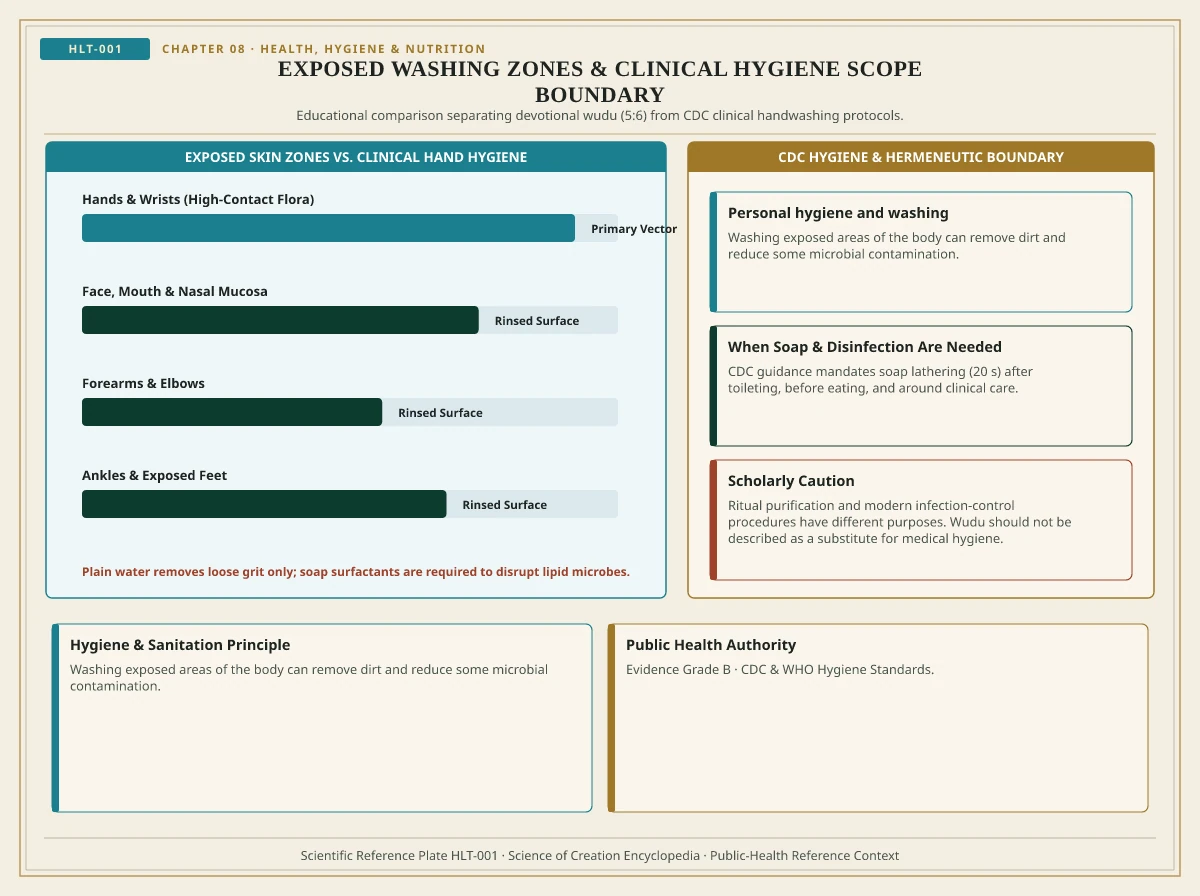 HLT-001
CHAPTER 08 · HEALTH, HYGIENE & NUTRITION
EXPOSED WASHING ZONES & CLINICAL HYGIENE SCOPE
BOUNDARY
Educational comparison separating devotional wudu (5:6) from CDC clinical handwashing protocols.
EXPOSED SKIN ZONES VS. CLINICAL HAND HYGIENE
Hands & Wrists (High-Contact Flora)
Primary Vector
Face, Mouth & Nasal Mucosa
Rinsed Surface
Forearms & Elbows
Rinsed Surface
Ankles & Exposed Feet
Rinsed Surface
Plain water removes loose grit only; soap surfactants are required to disrupt lipid microbes.
CDC HYGIENE & HERMENEUTIC BOUNDARY
Personal hygiene and washing
Washing exposed areas of the body can remove dirt and
reduce some microbial contamination.
When Soap & Disinfection Are Needed
CDC guidance mandates soap lathering (20 s) after
toileting, before eating, and around clinical care.
Scholarly Caution
Ritual purification and modern infection-control
procedures have different purposes. Wudu should not be
described as a substitute for medical hygiene.
Hygiene & Sanitation Principle
Washing exposed areas of the body can remove dirt and reduce some microbial
contamination.
Public Health Authority
Evidence Grade B · CDC & WHO Hygiene Standards.
Scientific Reference Plate HLT-001 · Science of Creation Encyclopedia · Public-Health Reference Context